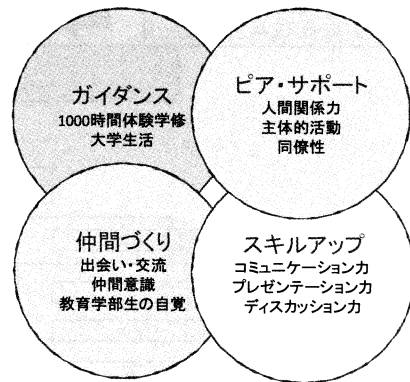 ガイダンス
1000時間体験学修
大学生活
ピア・サポート
人間関係力
主体的活動
同僚性
仲間づくり
出会い・交流
仲間意識
教育学部生の自覚
スキルアップ
コミュニケーション力
プレゼンテーション力
ディスカッション力